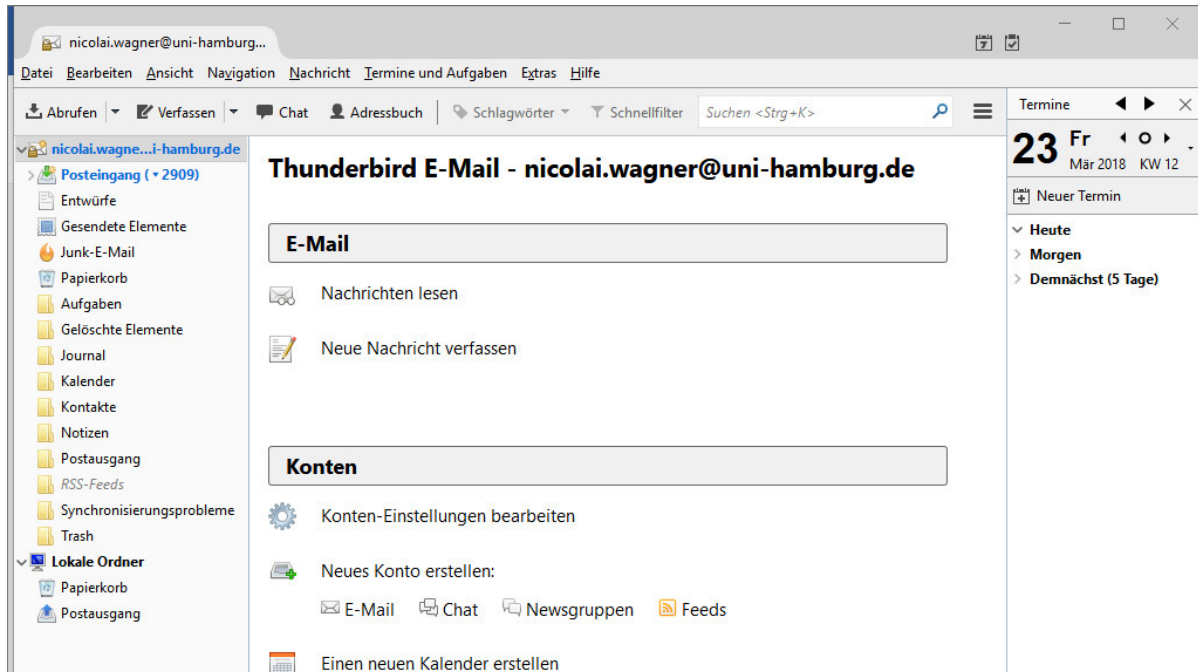 nicolai.wagner@uni-hamburg...
Datei Bearbeiten Ansicht Navigation Nachricht Termine und Aufgaben Extras Hilfe
Abrufen Verfassen Chat Adressbuch Schlagwörter Schnellfilter Suchen <Strg+K>
nicolai.wagne...i-hamburg.de
Posteingang ( 2909)
Entwürfe
Gesendete Elemente
Junk-E-Mail
Papierkorb
Aufgaben
Gelöschte Elemente
Journal
Kalender
Kontakte
Notizen
Postausgang
RSS-Feeds
Synchronisierungsprobleme
Trash
Lokale Ordner
Papierkorb
Postausgang
Thunderbird E-Mail - nicolai.wagner@uni-hamburg.de
E-Mail
Nachrichten lesen
Neue Nachricht verfassen
Konten
Konten-Einstellungen bearbeiten
Neues Konto erstellen:
E-Mail Chat Newsgruppen Feeds
Einen neuen Kalender erstellen
Termine
23 Fr
Mär 2018 KW 12
Neuer Termin
Heute
Morgen
Demnächst (5 Tage)